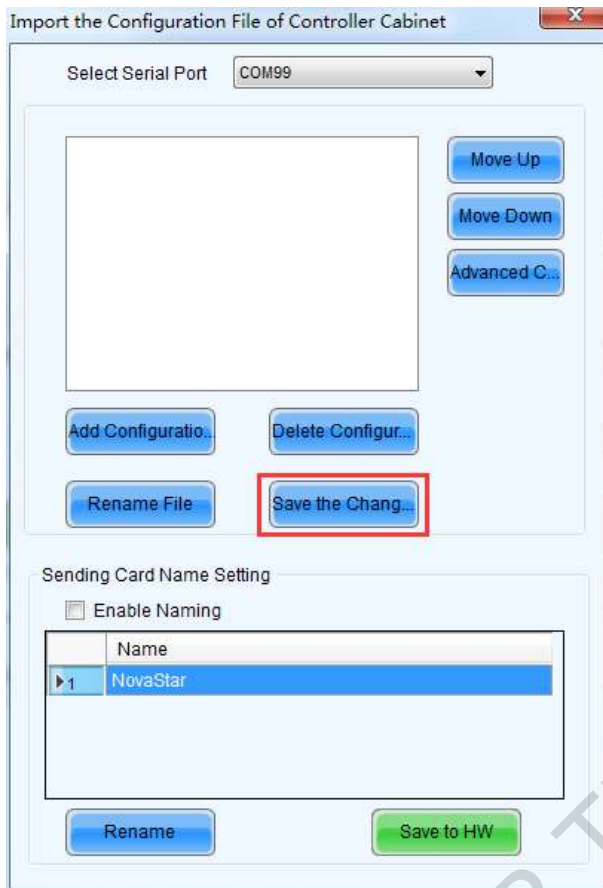 Import the Configuration File of Controller Cabinet
Select Serial Port COM99
Move Up
Move Down
Advanced C...
Add Configuratio...
Delete Configur...
Rename File
Save the Chang...
Sending Card Name Setting
Enable Naming
Name
1 NovaStar
Rename
Save to HW